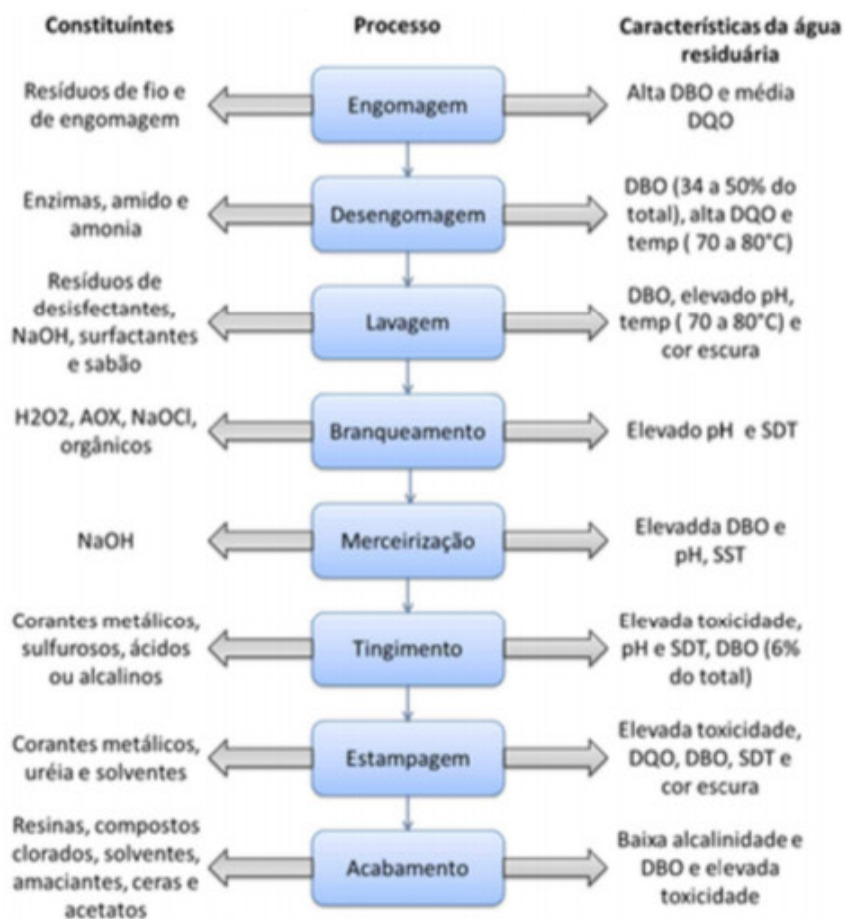 Constituíntes
Processo
Características da água
residuária
Resíduos de fio e
de engomagem
Engomagem
Alta DBO e média
DQO
Enzimas, amido e
amonia
Desengomagem
DBO (34 a 50% do
total), alta DQO e
temp ( 70 a 80°C)
Resíduos de
desisfectantes,
NaOH, surfactantes
e sabão
Lavagem
DBO, elevado pH,
temp ( 70 a 80°C) e
cor escura
H2O2, AOX, NaOCl,
orgânicos
Branqueamento
Elevado pH e SDT
NaOH
Merceirização
Elevadda DBO e
pH, SST
Corantes metálicos,
sulfurosos, ácidos
ou alcalinos
Tingimento
Elevada toxicidade,
pH e SDT, DBO (6%
do total)
Corantes metálicos,
uréia e solventes
Estampagem
Elevada toxicidade,
DQO, DBO, SDT e
cor escura
Resinas, compostos
clorados, solventes,
amaciantes, ceras e
acetatos
Acabamento
Baixa alcalinidade e
DBO e elevada
toxicidade